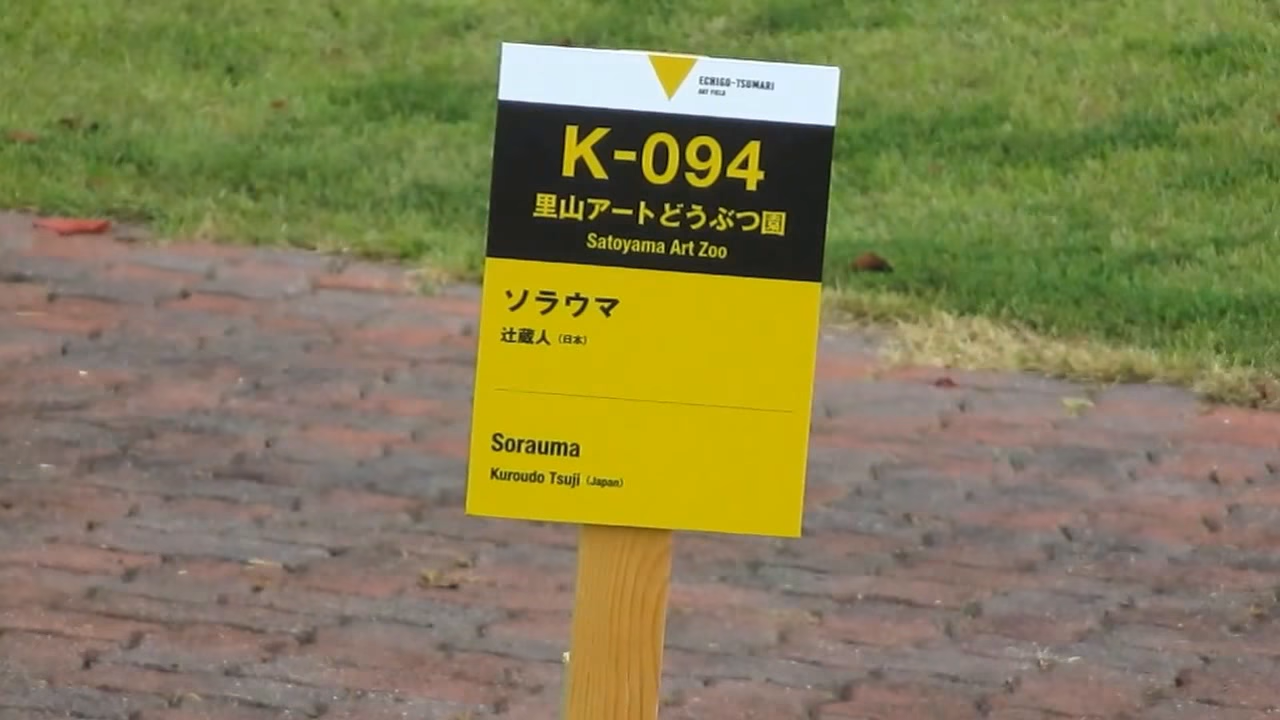 ECHIGO-TSUMARI
ART FIELD
K-094
里山アートどうぶつ園
Satoyama Art Zoo
ソラウマ
辻蔵人（日本）
Sorauma
Kuroudo Tsuji（Japan）